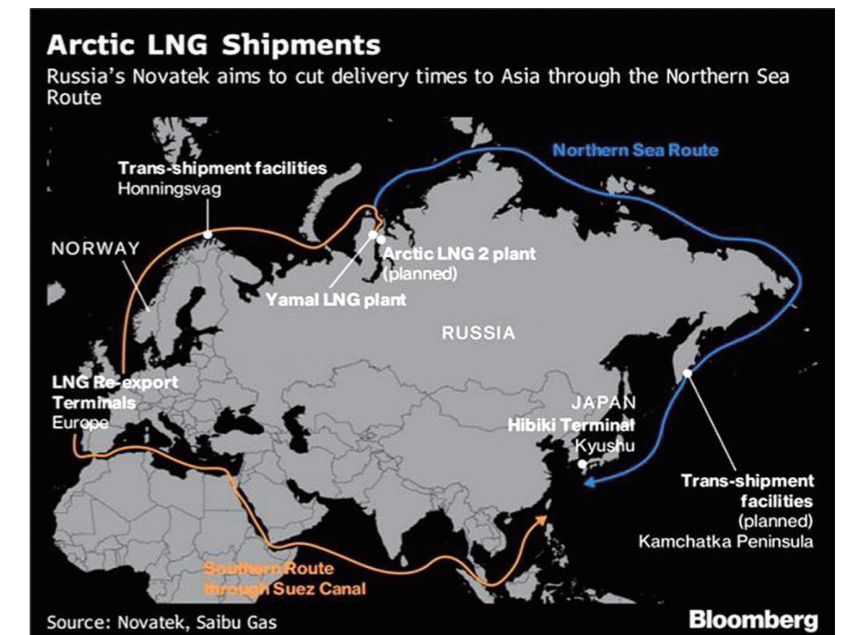 Arctic LNG Shipments
Russia's Novatek aims to cut delivery times to Asia through the Northern Sea
Route
Northern Sea Route
Trans-shipment facilities
Honningsvag
NORWAY
Arctic LNG 2 plant
(planned)
Yamal LNG plant
RUSSIA
LNG Re-export
Terminals
Europe
JAPAN
Hibiki Terminal
Kyushu
Trans-shipment
facilities
(planned)
Kamchatka Peninsula
Southern Route
through Suez Canal
Source: Novatek, Saibu Gas
Bloomberg